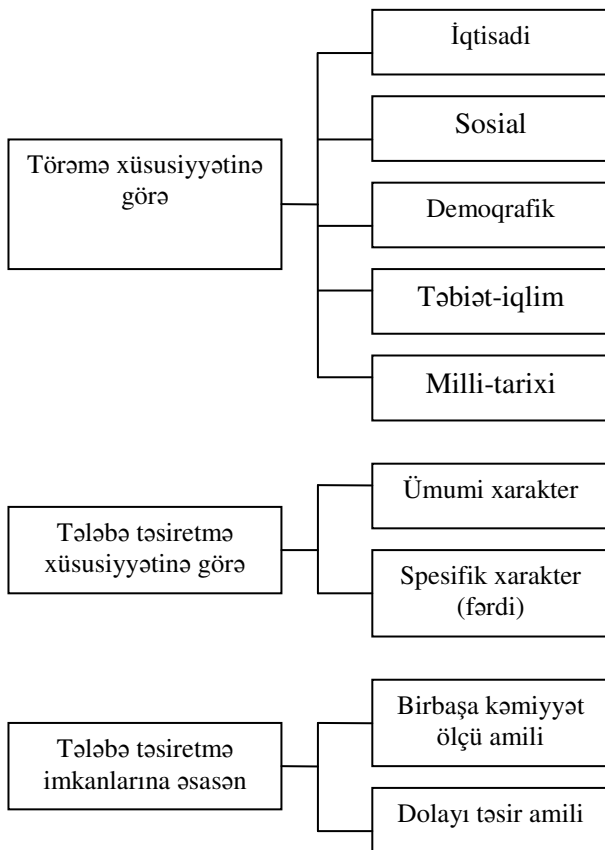 Törəmə xüsusiyyətinə
görə
İqtisadi
Sosial
Demoqrafik
Təbiət-iqlim
Milli-tarixi
Tələbə təsiretmə
xüsusiyyətinə görə
Ümumi xarakter
Spesifik xarakter
(fərdi)
Tələbə təsiretmə
imkanlarına əsasən
Birbaşa kəmiyyət
ölçü amili
Dolayı təsir amili